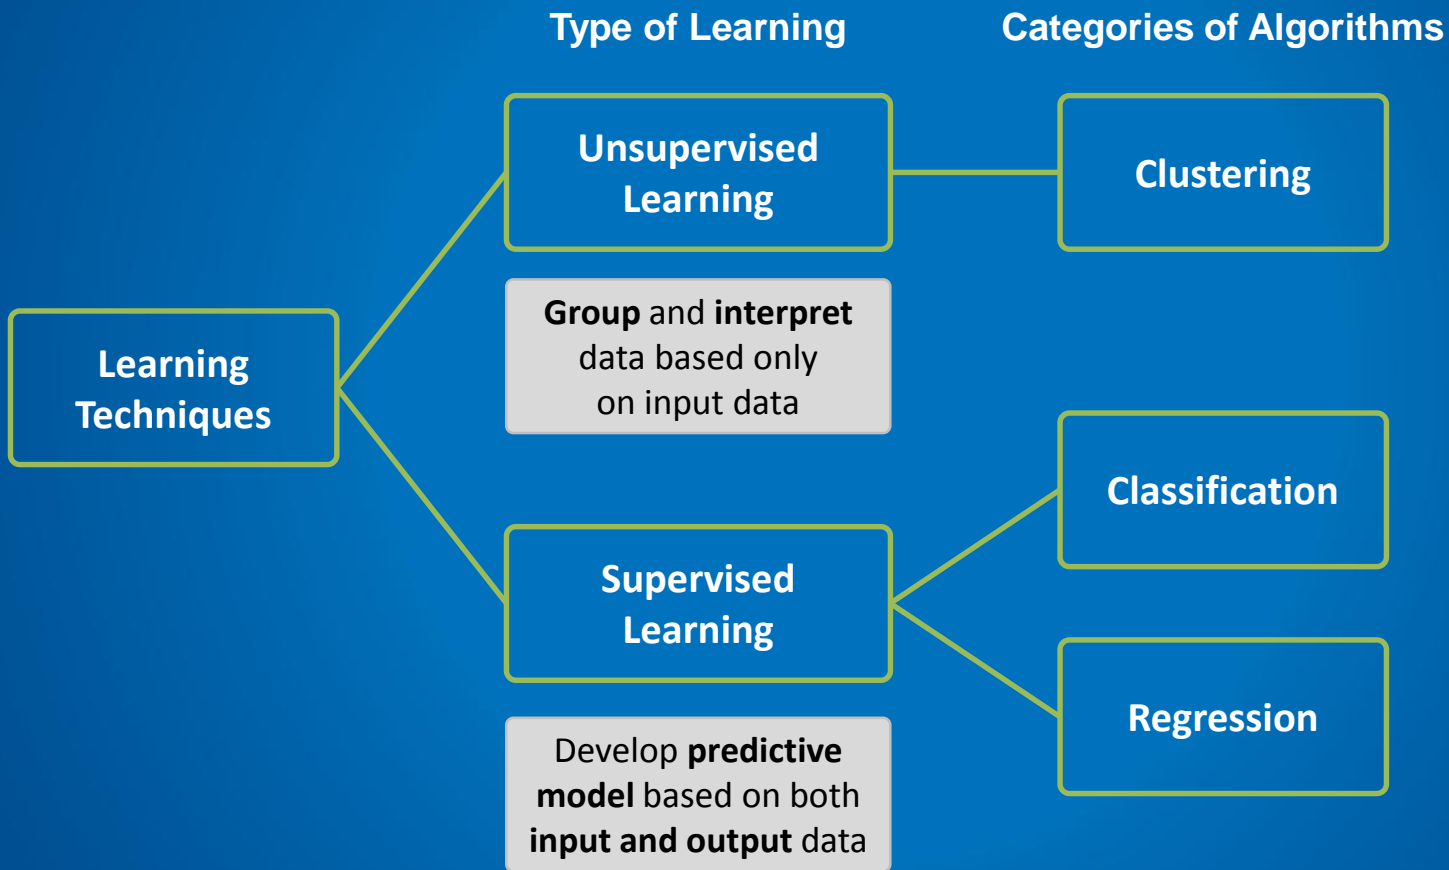 Type of Learning
Categories of Algorithms
Unsupervised
Learning
Clustering
Group and interpret
data based only
on input data
Learning
Techniques
Classification
Supervised
Learning
Regression
Develop predictive
model based on both
input and output data